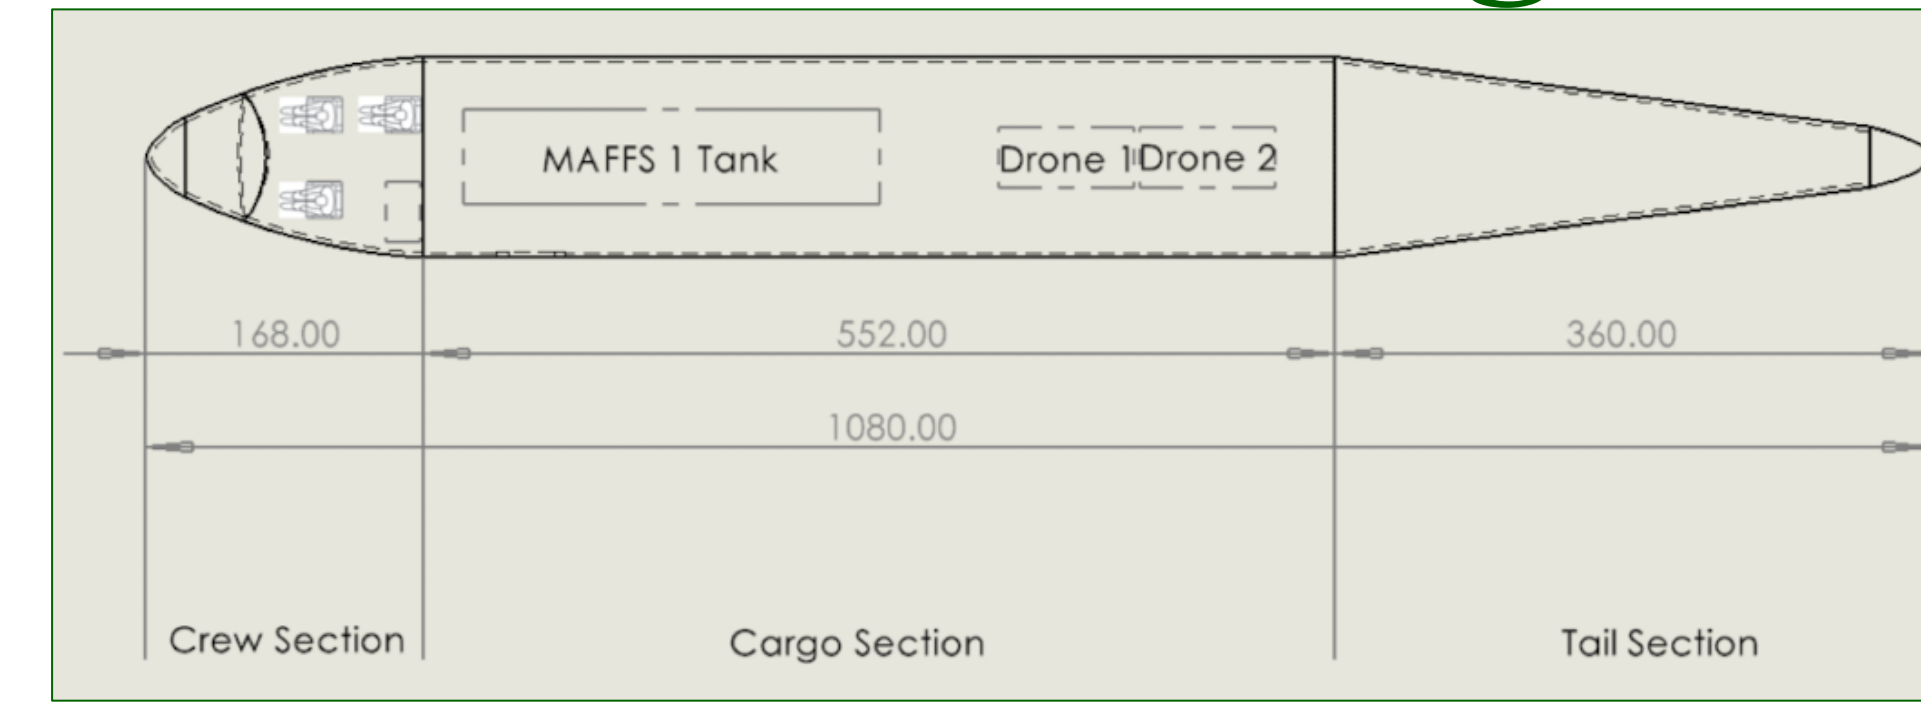 MAFFS 1 Tank
Drone 1
Drone 2
168.00
552.00
360.00
1080.00
Crew Section
Cargo Section
Tail Section